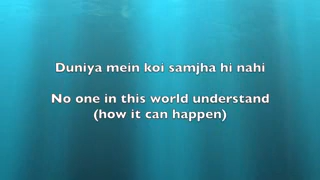 Duniya mein koi samjha hi nahi
No one in this world understand
(how it can happen)